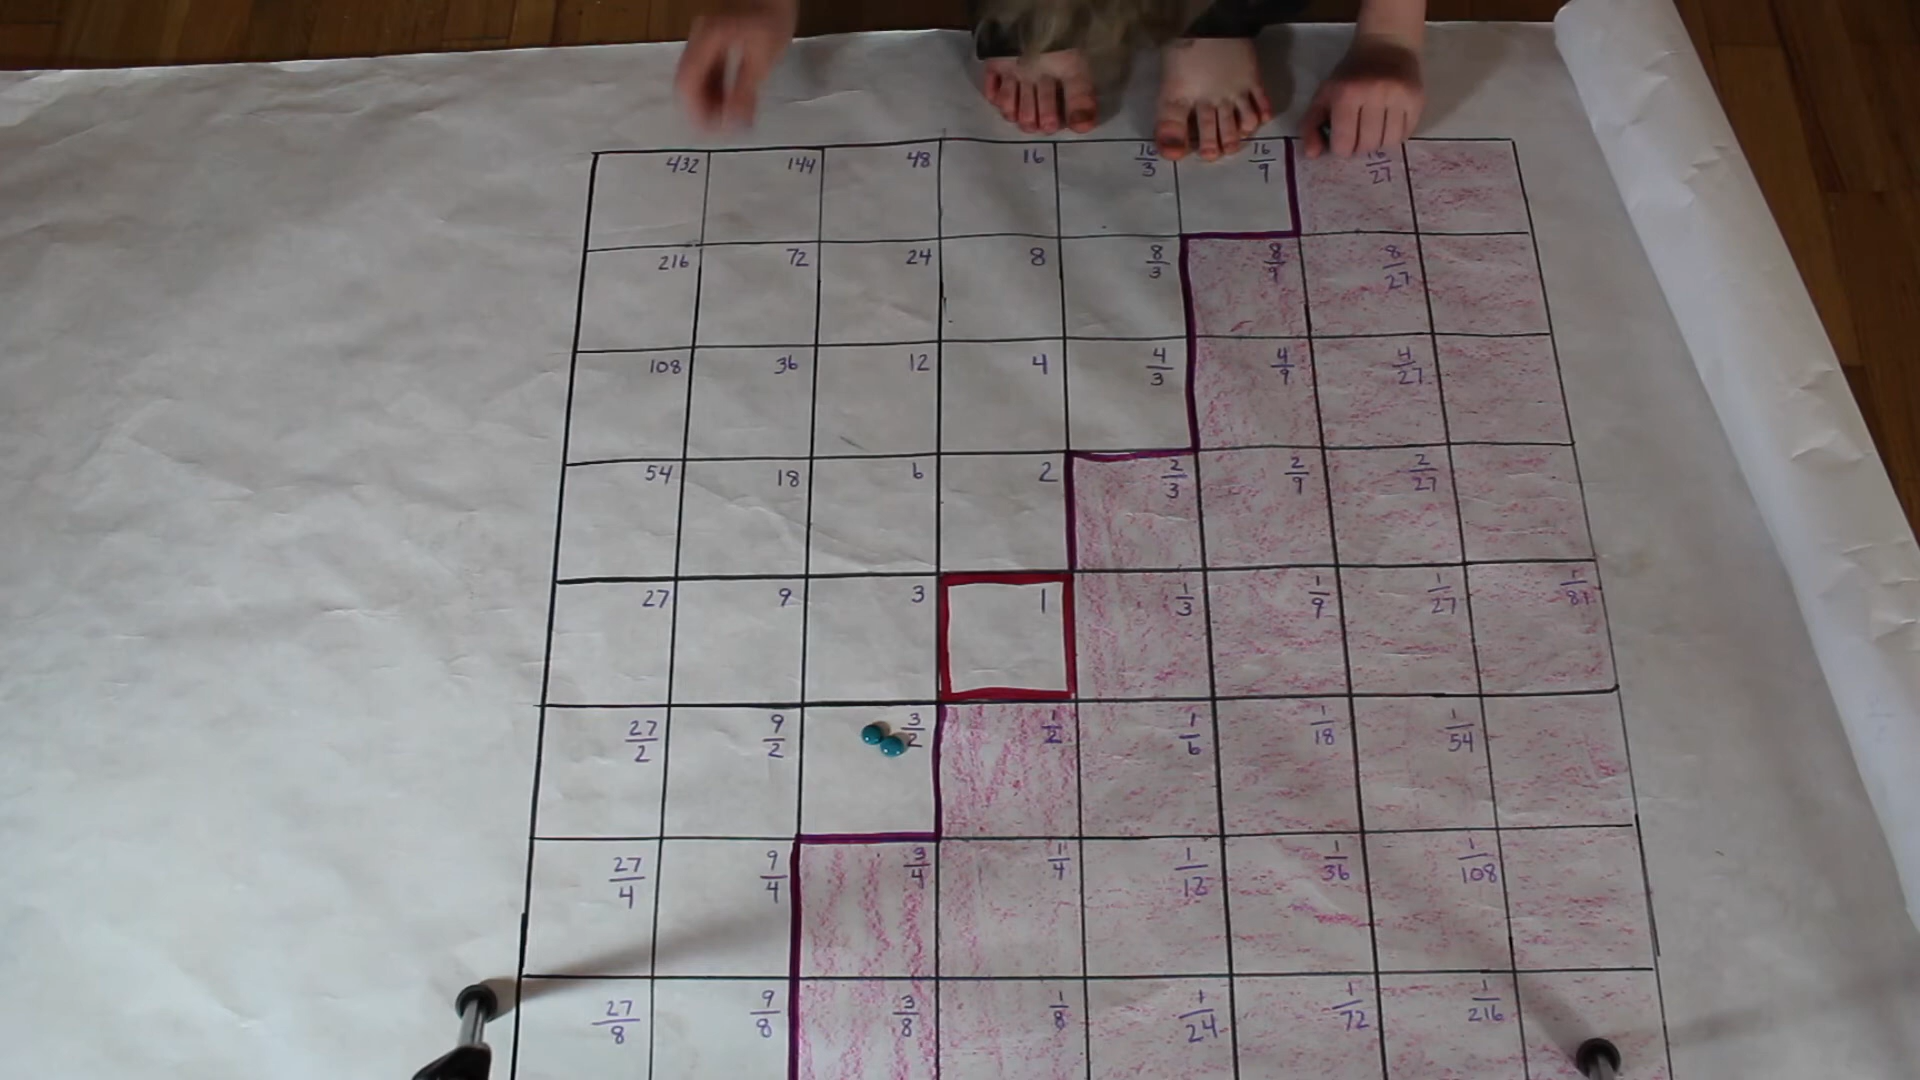 432 144 48 16 16/3 16/9 16/27
216 72 24 8 8/3 8/9 8/27
108 36 12 4 4/3 4/9 4/27
54 18 6 2 2/3 2/9 2/27
27 9 3 1 1/3 1/9 1/27 1/81
27/2 9/2 3/2 1/2 1/6 1/18 1/54
27/4 9/4 3/4 1/4 1/12 1/36 1/108
27/8 9/8 3/8 1/8 1/24 1/72 1/216